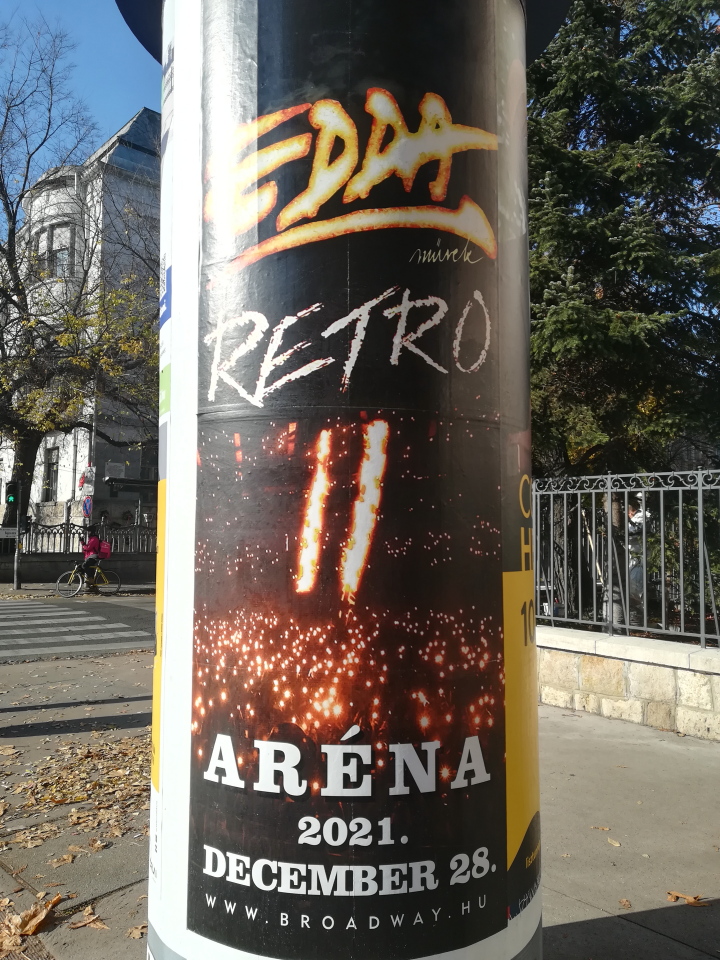 EDDA
művek
RETRO
II
ARÉNA
2021.
DECEMBER 28.
WWW.BROADWAY.HU